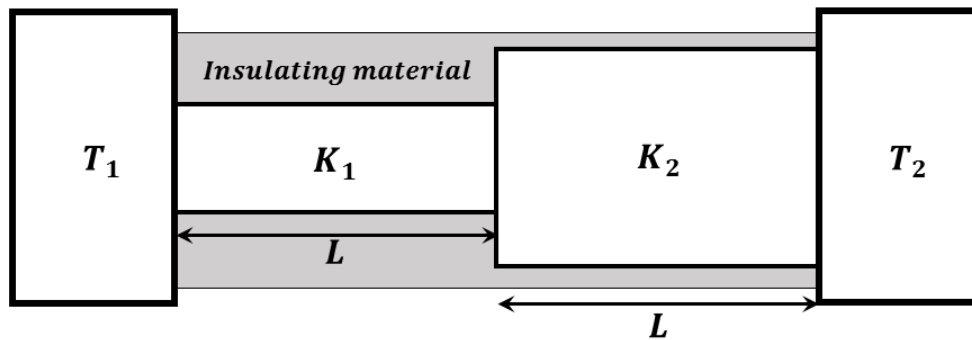 Insulating material
T₁
K₁
K₂
T₂
L
L